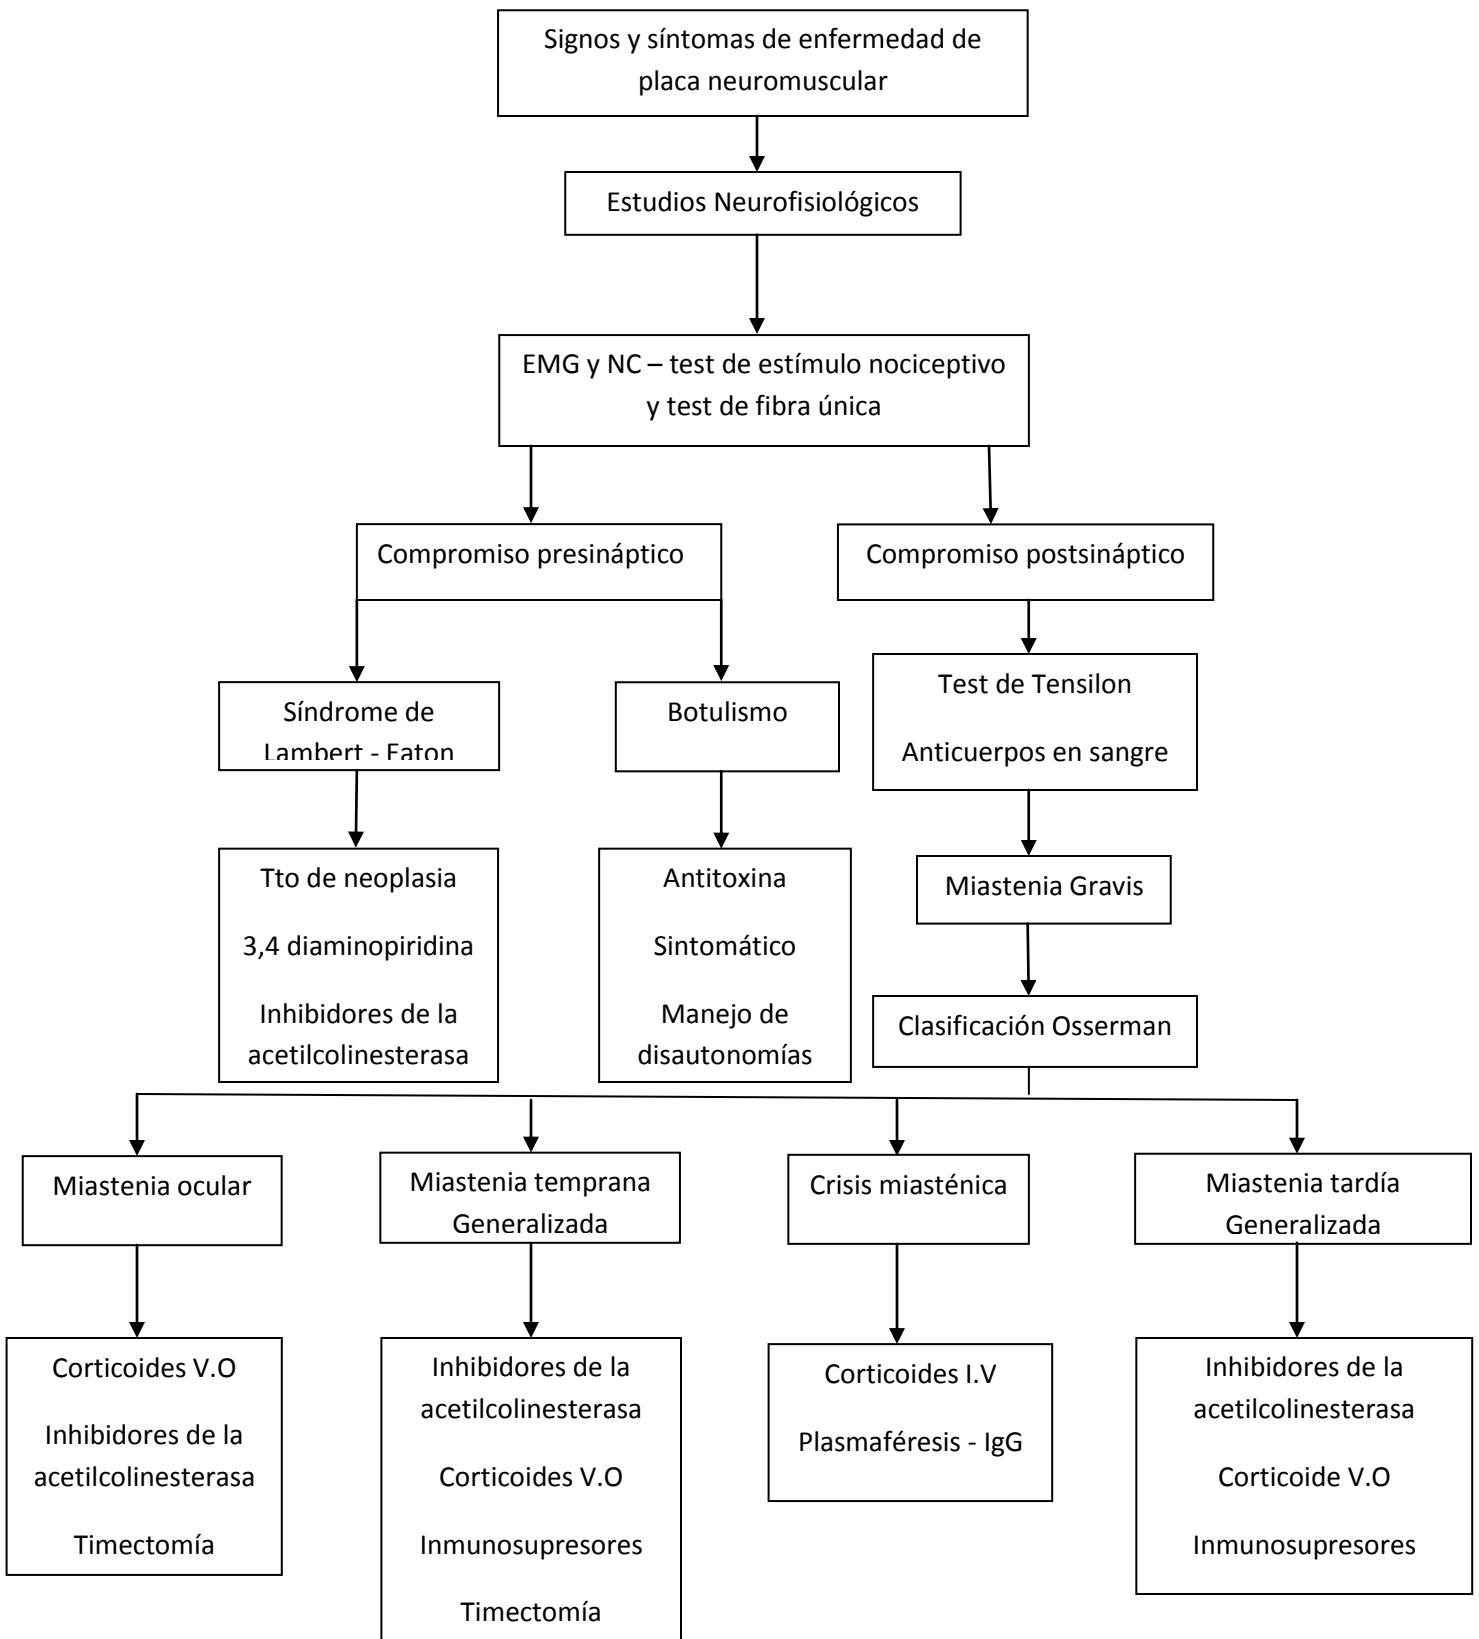 Signos y síntomas de enfermedad de
placa neuromuscular
Estudios Neurofisiológicos
EMG y NC – test de estímulo nociceptivo
y test de fibra única
Compromiso presináptico
Compromiso postsináptico
Síndrome de
Lambert - Eaton
Botulismo
Test de Tensilon
Anticuerpos en sangre
Tto de neoplasia
3,4 diaminopiridina
Inhibidores de la
acetilcolinesterasa
Antitoxina
Sintomático
Manejo de
disautonomías
Miastenia Gravis
Clasificación Osserman
Miastenia ocular
Miastenia temprana
Generalizada
Crisis miasténica
Miastenia tardía
Generalizada
Corticoides V.O
Inhibidores de la
acetilcolinesterasa
Timectomía
Inhibidores de la
acetilcolinesterasa
Corticoides V.O
Inmunosupresores
Timectomía
Corticoides I.V
Plasmaféresis - IgG
Inhibidores de la
acetilcolinesterasa
Corticoide V.O
Inmunosupresores